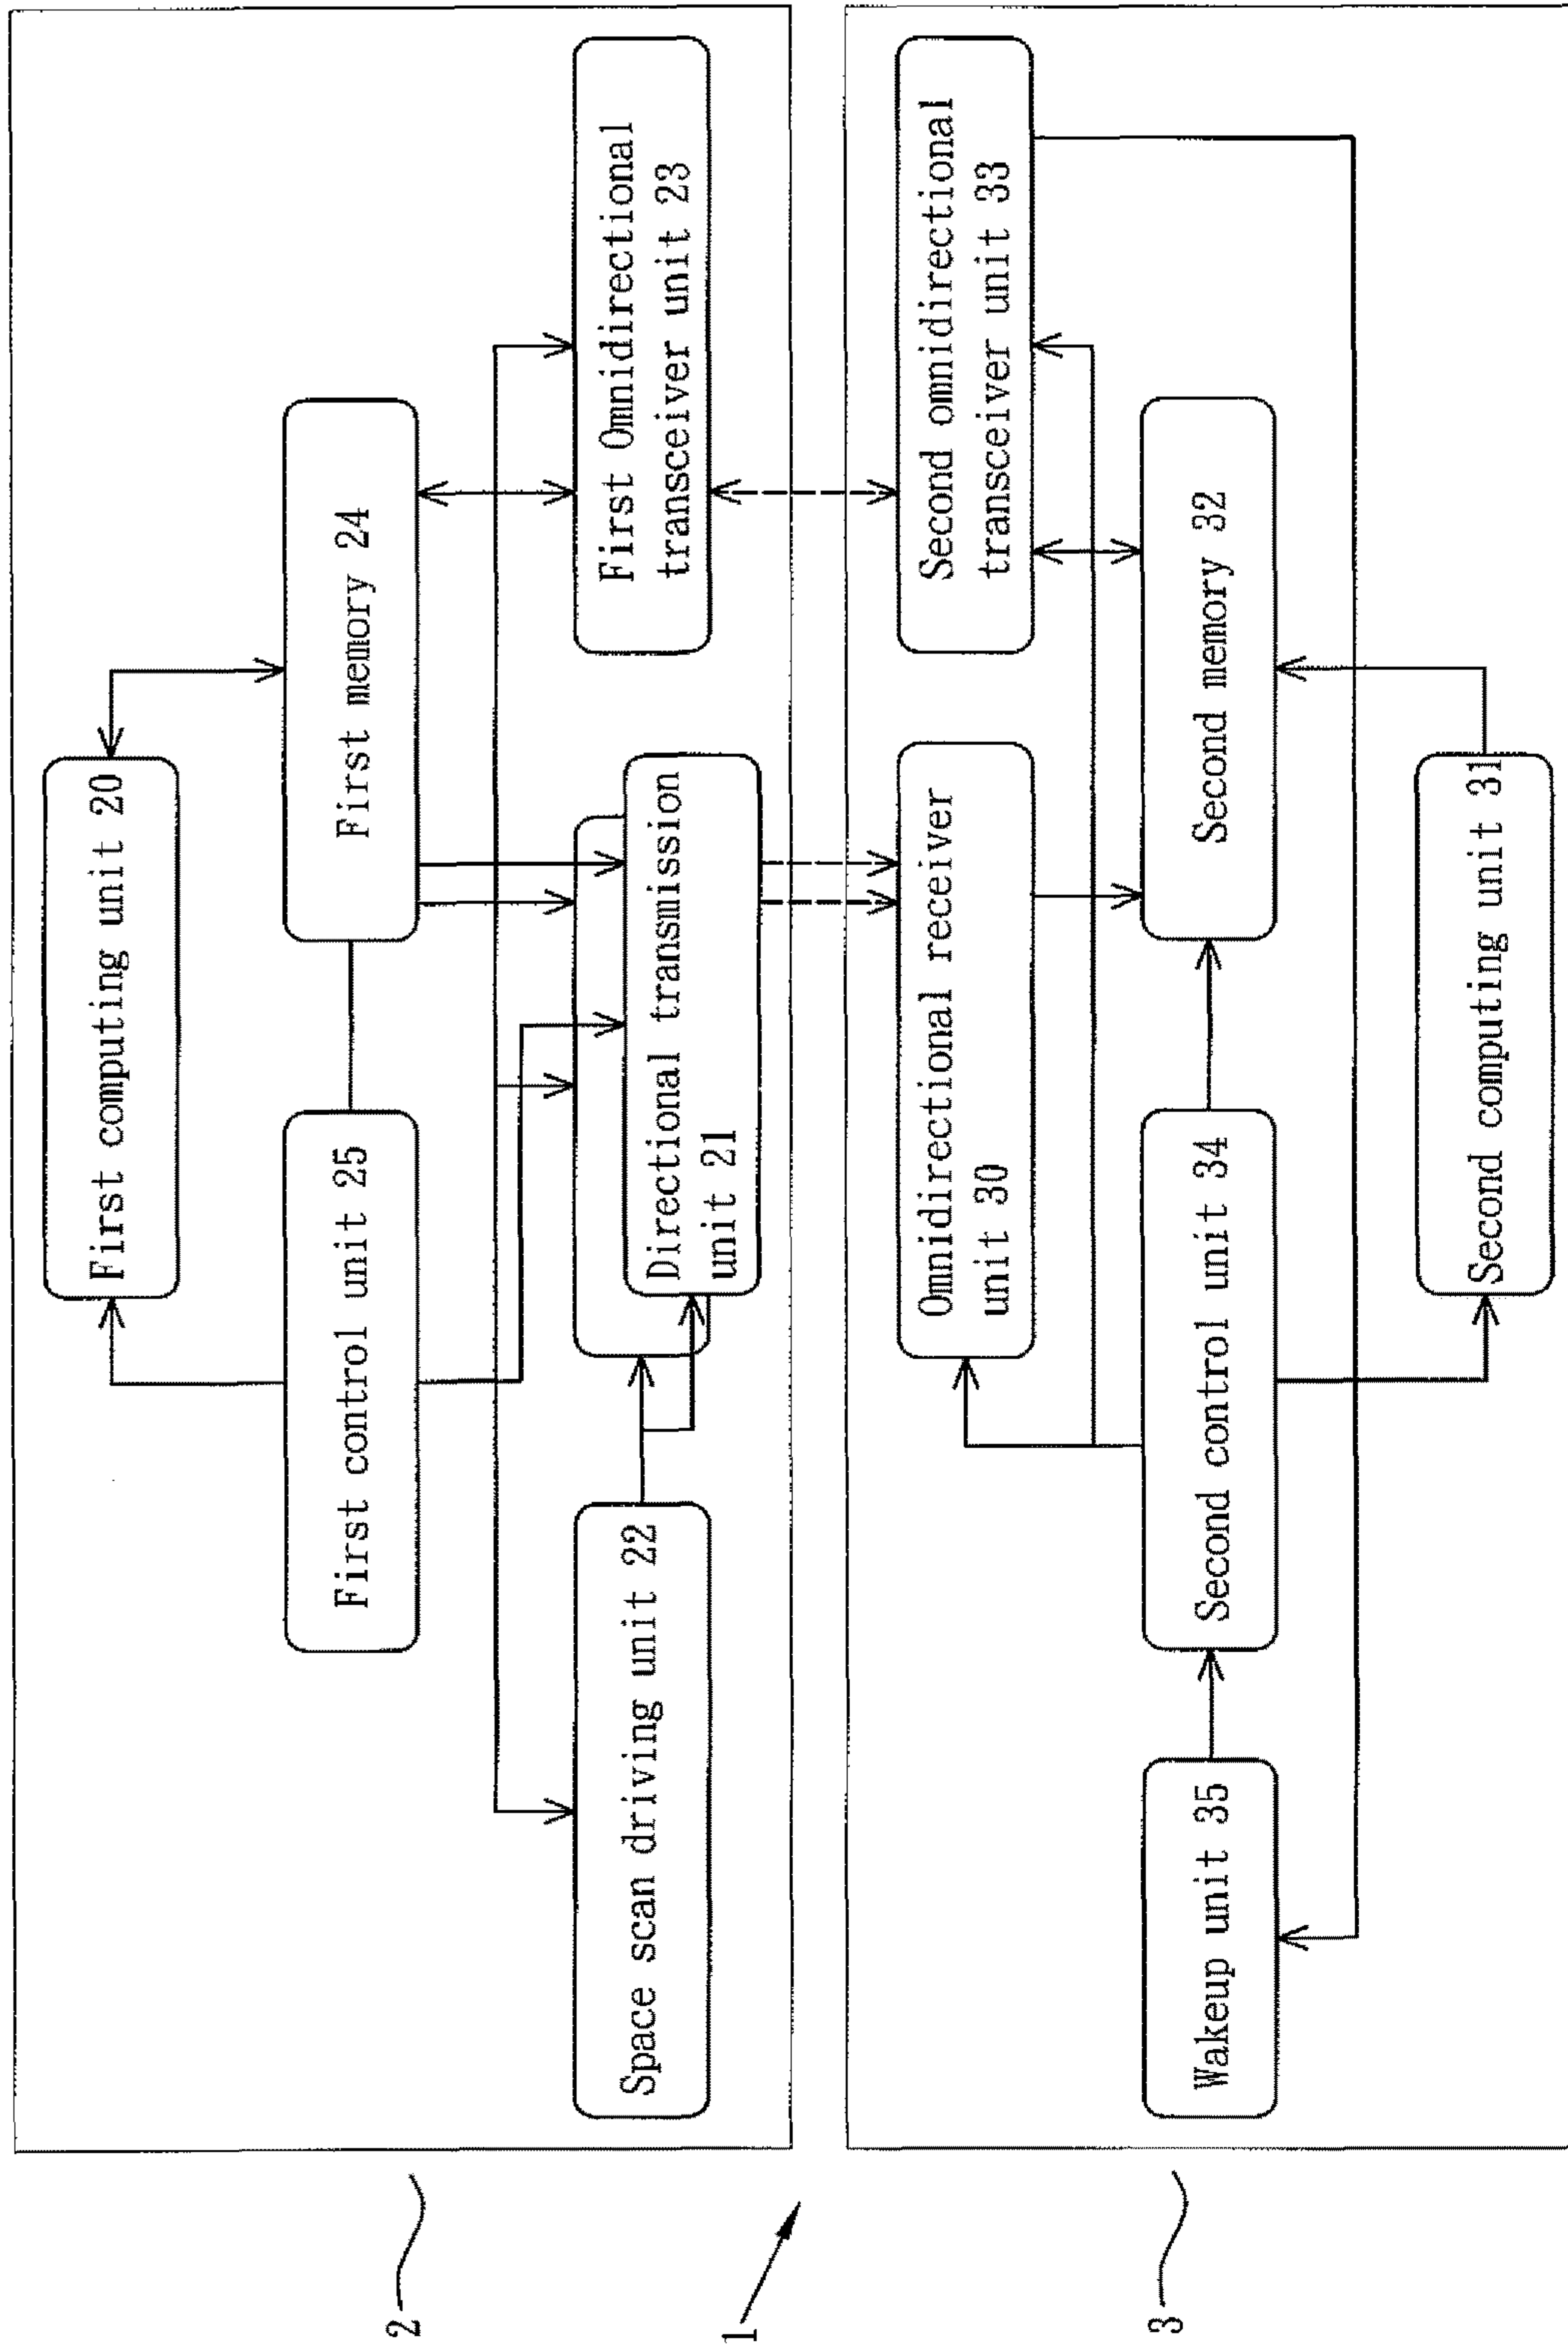 First computing unit 20
First control unit 25
First memory 24
Space scan driving unit 22
Directional transmission
unit 21
First Omnidirectional
transceiver unit 23
2
1
Omnidirectional receiver
unit 30
Second omnidirectional
transceiver unit 33
Wakeup unit 35
Second control unit 34
Second memory 32
Second computing unit 31
3